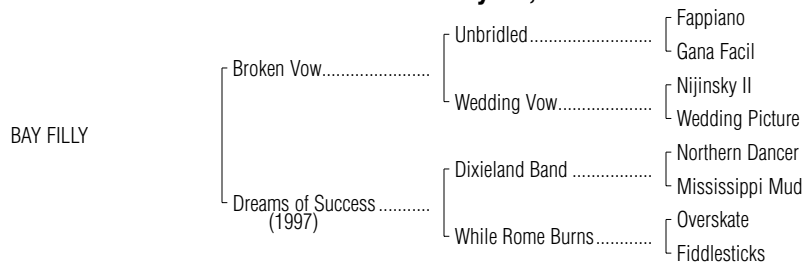 Fappiano
Unbridled
Gana Facil
Broken Vow
Nijinsky II
Wedding Vow
Wedding Picture
BAY FILLY
Northern Dancer
Dixieland Band
Mississippi Mud
Dreams of Success
(1997)
Overskate
While Rome Burns
Fiddlesticks